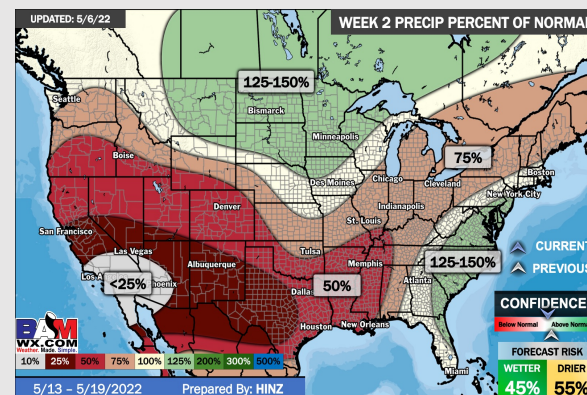 UPDATED: 5/6/22
WEEK 2 PRECIP PERCENT OF NORMAL
125-150%
Seattle
Bismarck
Minneapolis
75%
Boise
Boston
Des Moines
Chicago
Cleveland
New York City
Denver
Indianapolis
St. Louis
San Francisco
CURRENT
Las Vegas
Tulsa
Memphis
125-150%
PREVIOUS
Albuquerque
Atlanta
Los A
<25%
hoenix
Dallas
50%
CONFIDENCE
Below Normal
Above Norm
Houston
New Orleans
BAM
WX.COM
Weather. Made. Simple.
FORECAST RISK
10% 25% 50% 75% 100% 125% 200% 300% 500%
Miami
WETTER
DRIER
45%
55%
5/13 – 5/19/2022
Prepared By: HINZ